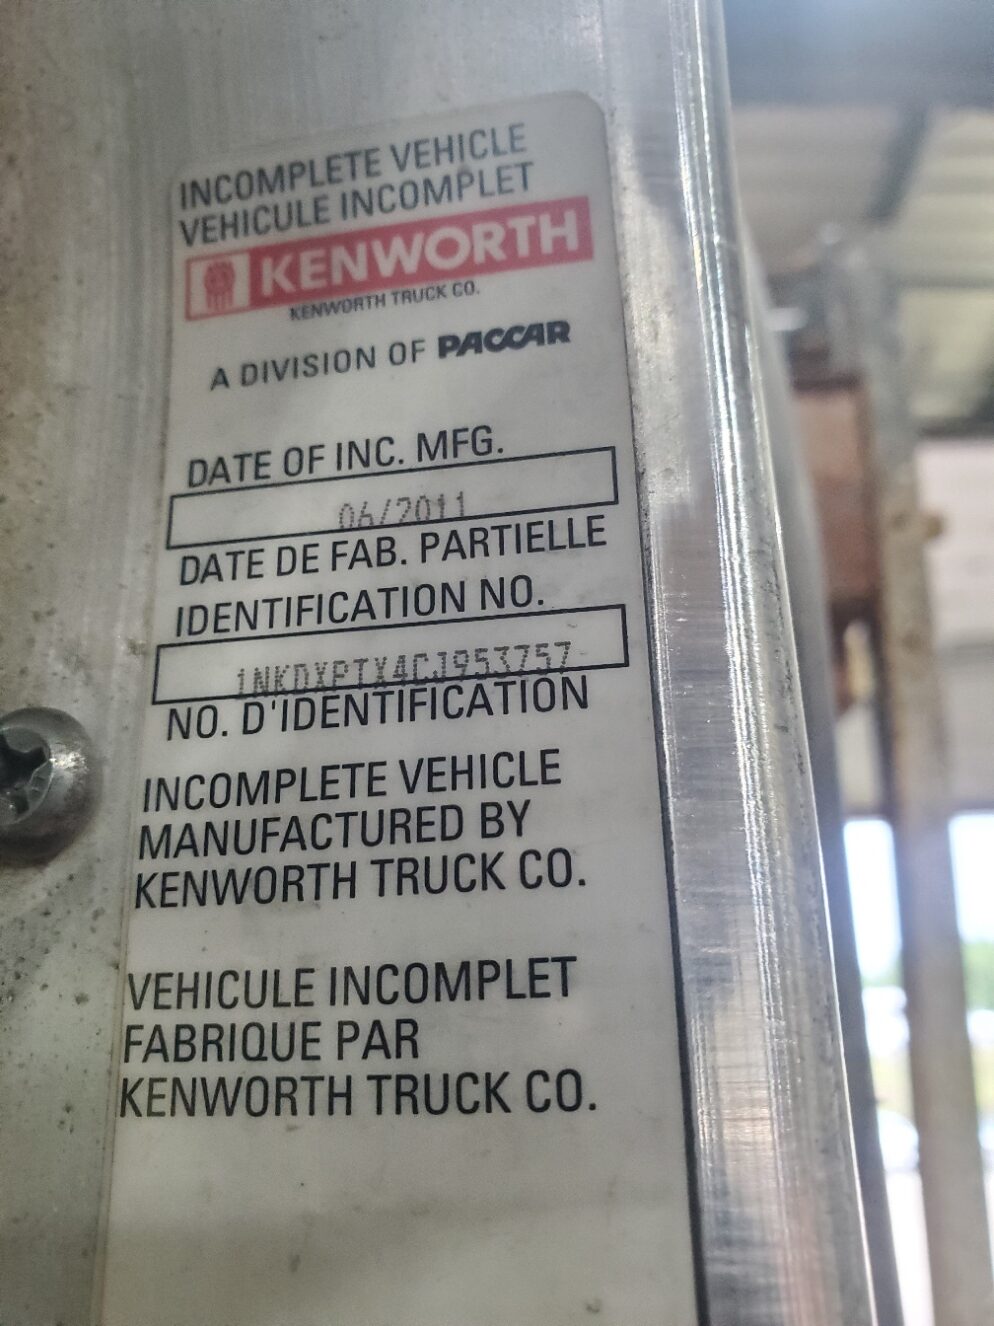 INCOMPLETE VEHICLE
VEHICULE INCOMPLET
KENWORTH
KENWORTH TRUCK CO.
A DIVISION OF PACCAR
DATE OF INC. MFG.
06/2011
DATE DE FAB. PARTIELLE
IDENTIFICATION NO.
1NKDXPTX4CJ953757
NO. D'IDENTIFICATION
INCOMPLETE VEHICLE
MANUFACTURED BY
KENWORTH TRUCK CO.
VEHICULE INCOMPLET
FABRIQUE PAR
KENWORTH TRUCK CO.